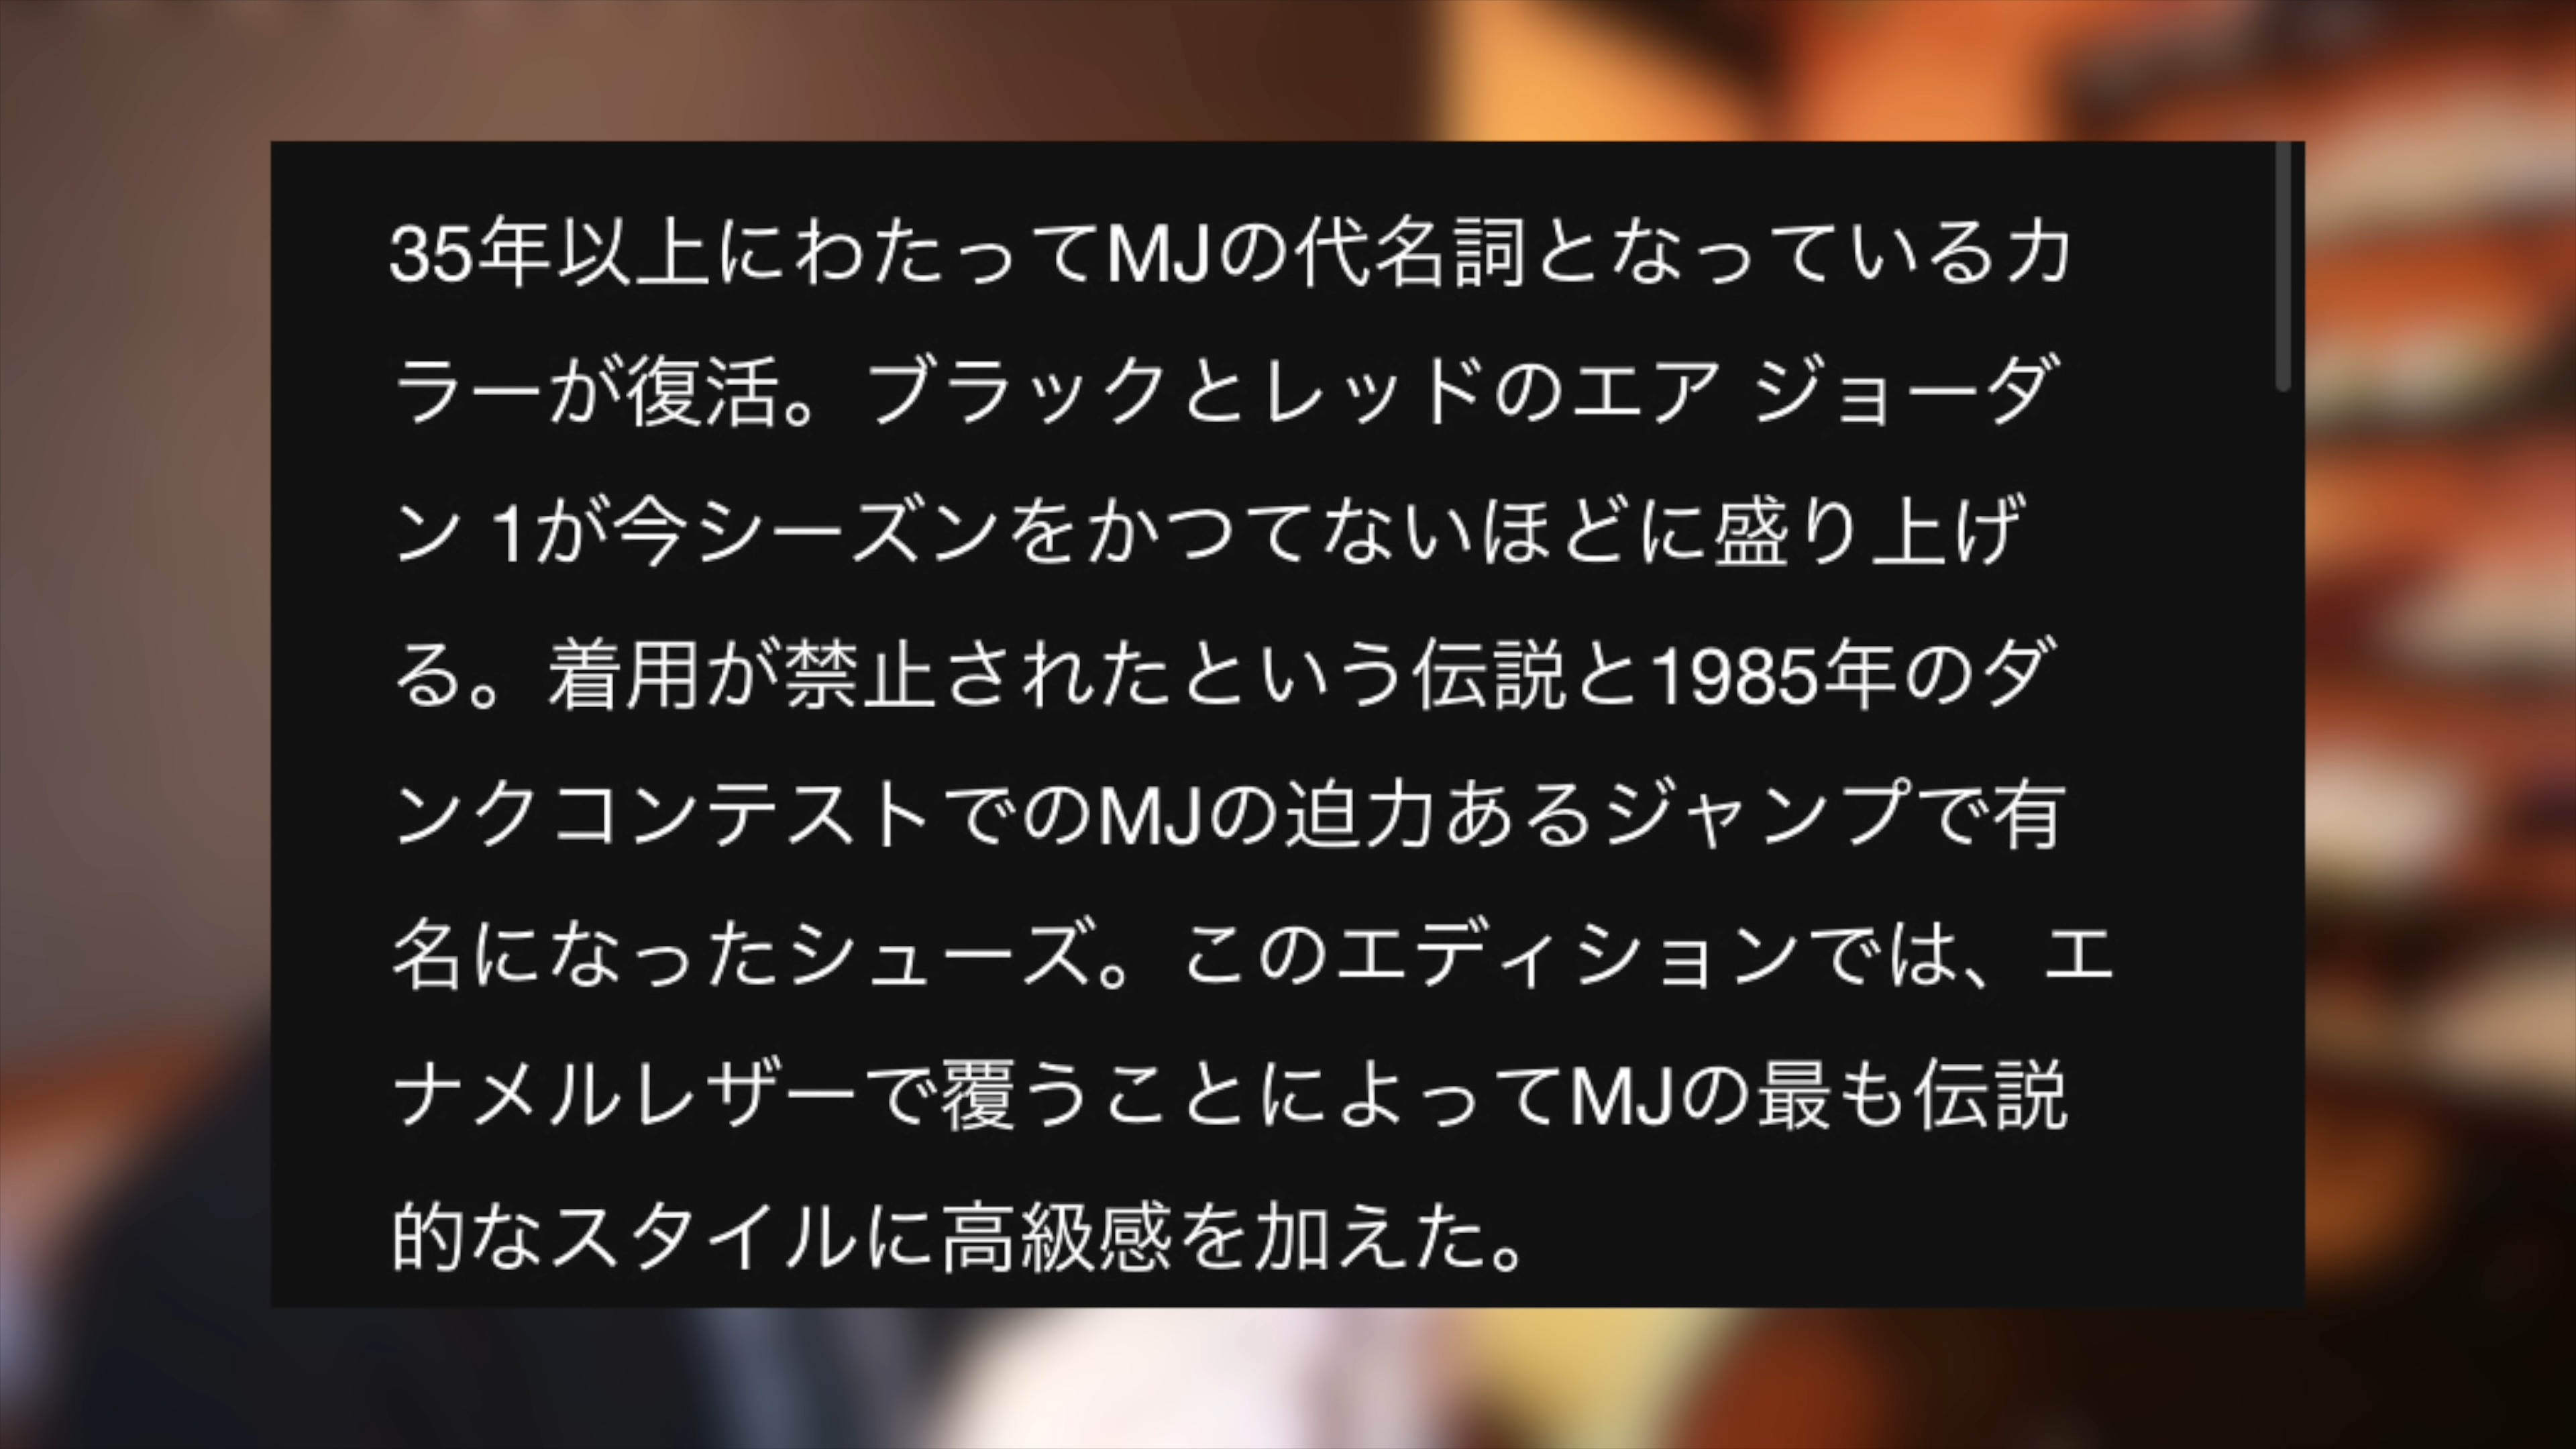 35年以上にわたってMJの代名詞となっているカ
ラーが復活。ブラックとレッドのエア ジョーダ
ン 1が今シーズンをかつてないほどに盛り上げ
る。着用が禁止されたという伝説と1985年のダ
ンクコンテストでのMJの迫力あるジャンプで有
名になったシューズ。このエディションでは、エ
ナメルレザーで覆うことによってMJの最も伝説
的なスタイルに高級感を加えた。